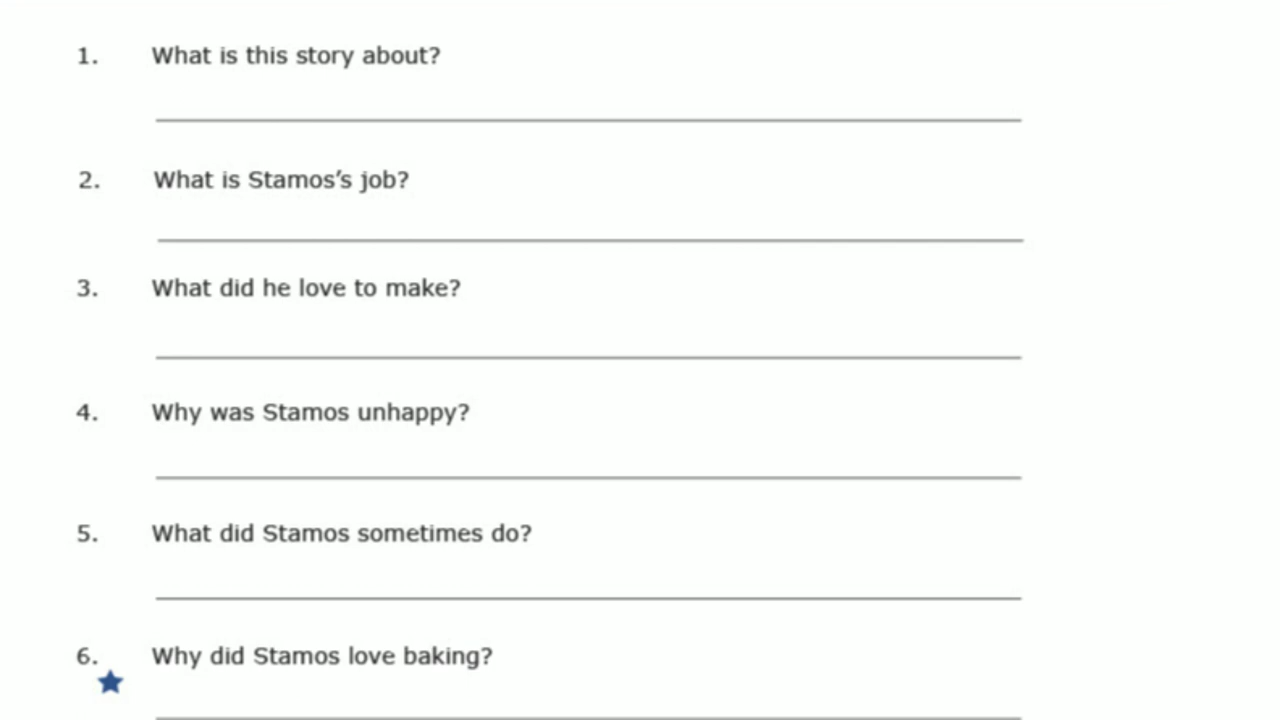 1. What is this story about?
2. What is Stamos’s job?
3. What did he love to make?
4. Why was Stamos unhappy?
5. What did Stamos sometimes do?
6. Why did Stamos love baking?